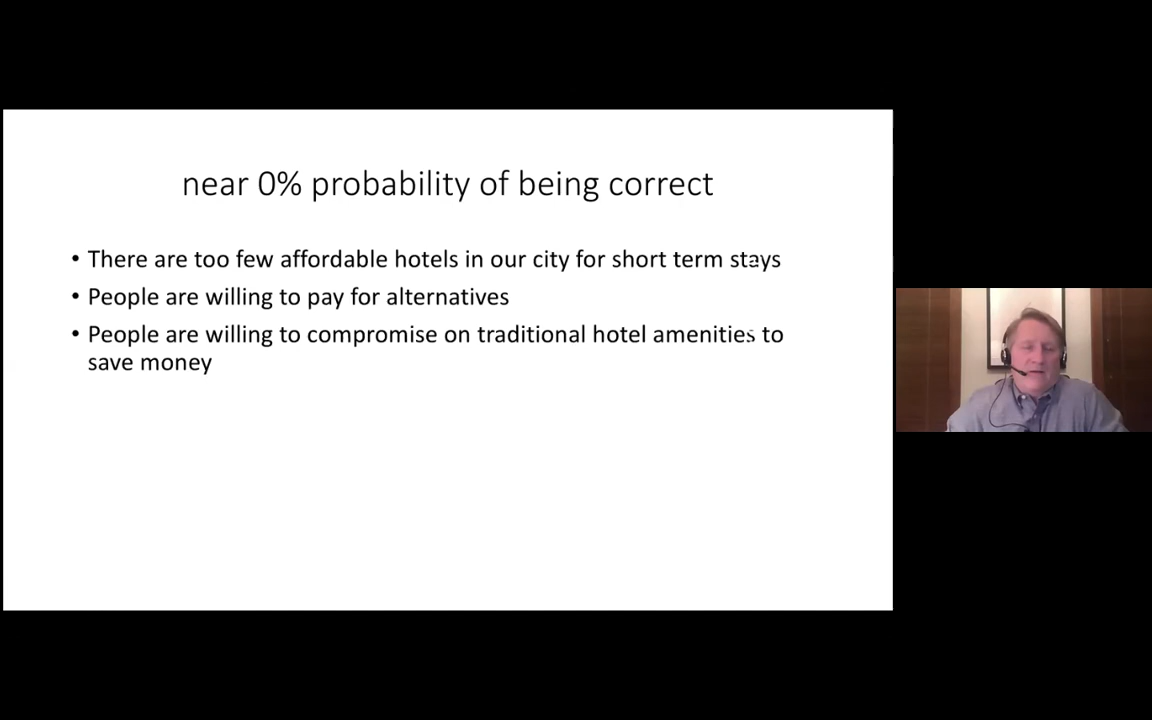 near 0% probability of being correct
• There are too few affordable hotels in our city for short term stays
• People are willing to pay for alternatives
• People are willing to compromise on traditional hotel amenities to
save money